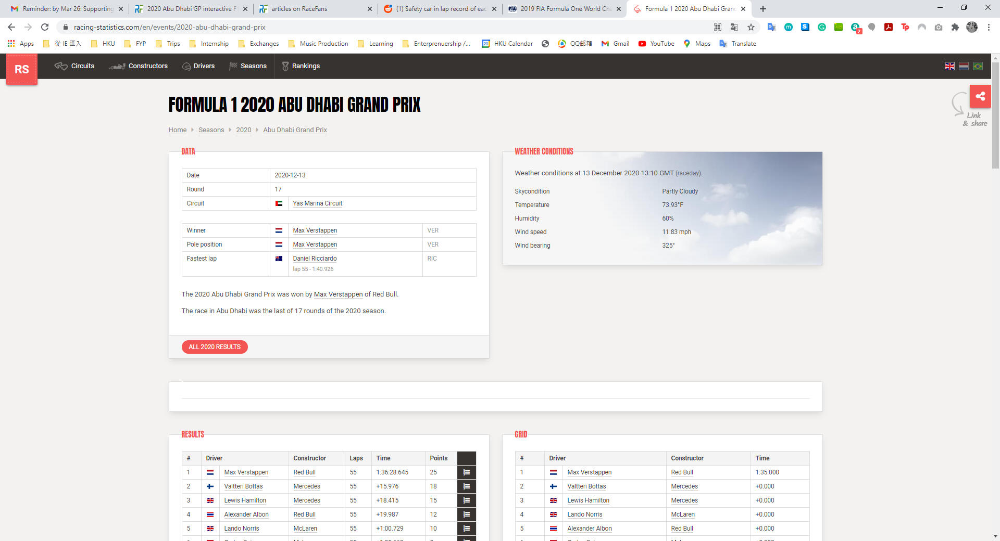 Reminder: by Mar 26: Supporting
2020 Abu Dhabi GP interactive F1
articles on RaceFans
(1) Safety car in lap record of eac
2019 FIA Formula One World Cha
Formula 1 2020 Abu Dhabi Gran
racing-statistics.com/en/events/2020-abu-dhabi-grand-prix
Apps
從 IE 匯入
HKU
FYP
Trips
Internship
Exchanges
Music Production
Learning
Enterprenuership /...
20
HKU Calendar
QQ邮箱
Gmail
YouTube
Maps
Translate
RS
Circuits
Constructors
Drivers
Seasons
Rankings
Link
& share
FORMULA 1 2020 ABU DHABI GRAND PRIX
Home Seasons 2020 Abu Dhabi Grand Prix
DATA
Date 2020-12-13
Round 17
Circuit Yas Marina Circuit
Winner Max Verstappen VER
Pole position Max Verstappen VER
Fastest lap Daniel Ricciardo RIC
lap 55 - 1:40.926
The 2020 Abu Dhabi Grand Prix was won by Max Verstappen of Red Bull.
The race in Abu Dhabi was the last of 17 rounds of the 2020 season.
ALL 2020 RESULTS
WEATHER CONDITIONS
Weather conditions at 13 December 2020 13:10 GMT (raceday).
Skycondition Partly Cloudy
Temperature 73.93°F
Humidity 60%
Wind speed 11.83 mph
Wind bearing 325°
RESULTS
# Driver Constructor Laps Time Points
1 Max Verstappen Red Bull 55 1:36:28.645 25
2 Valtteri Bottas Mercedes 55 +15.976 18
3 Lewis Hamilton Mercedes 55 +18.415 15
4 Alexander Albon Red Bull 55 +19.987 12
5 Lando Norris McLaren 55 +1:00.729 10
GRID
# Driver Constructor Time
1 Max Verstappen Red Bull 1:35.000
2 Valtteri Bottas Mercedes +0.000
3 Lewis Hamilton Mercedes +0.000
4 Lando Norris McLaren +0.000
5 Alexander Albon Red Bull +0.000